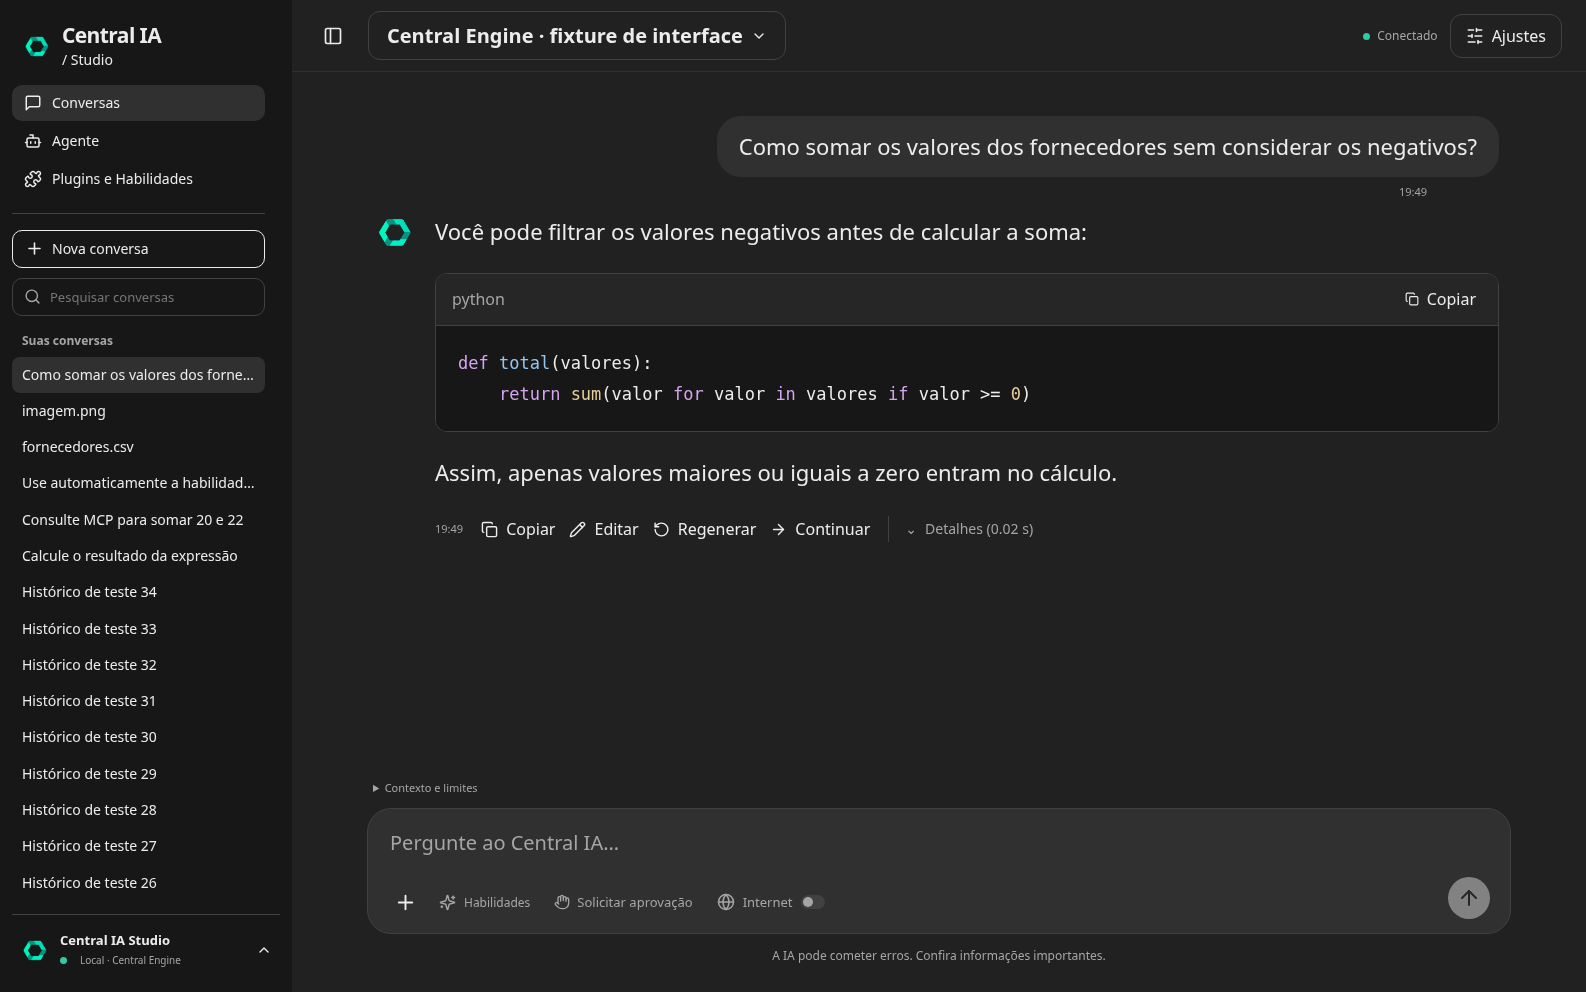 Central IA
/ Studio
Conversas
Agente
Plugins e Habilidades
Nova conversa
Pesquisar conversas
Suas conversas
Como somar os valores dos forne...
imagem.png
fornecedores.csv
Use automaticamente a habilidad...
Consulte MCP para somar 20 e 22
Calcule o resultado da expressão
Histórico de teste 34
Histórico de teste 33
Histórico de teste 32
Histórico de teste 31
Histórico de teste 30
Histórico de teste 29
Histórico de teste 28
Histórico de teste 27
Histórico de teste 26
Central IA Studio
Local · Central Engine
Central Engine · fixture de interface
Conectado
Ajustes
Como somar os valores dos fornecedores sem considerar os negativos?
19:49
Você pode filtrar os valores negativos antes de calcular a soma:
python
Copiar
def total(valores):
    return sum(valor for valor in valores if valor >= 0)
Assim, apenas valores maiores ou iguais a zero entram no cálculo.
19:49 Copiar Editar Regenerar Continuar Detalhes (0.02 s)
Contexto e limites
Pergunte ao Central IA...
Habilidades Solicitar aprovação Internet
A IA pode cometer erros. Confira informações importantes.